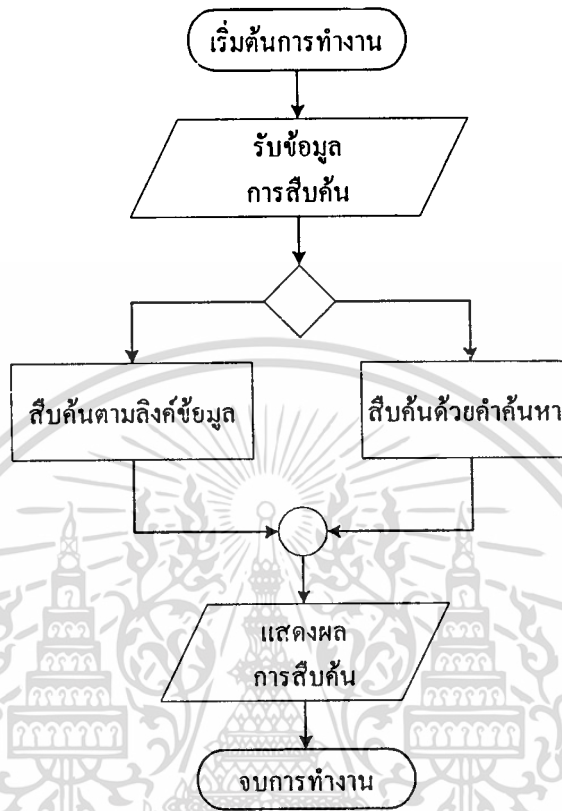 เริ่มต้นการทำงาน
รับข้อมูล
การสืบค้น
สืบค้นตามลิงค์ข้ยมูล
สืบค้นด้วยคำค้นหา
แสดงผล
การสืบค้น
จบการทำงาน